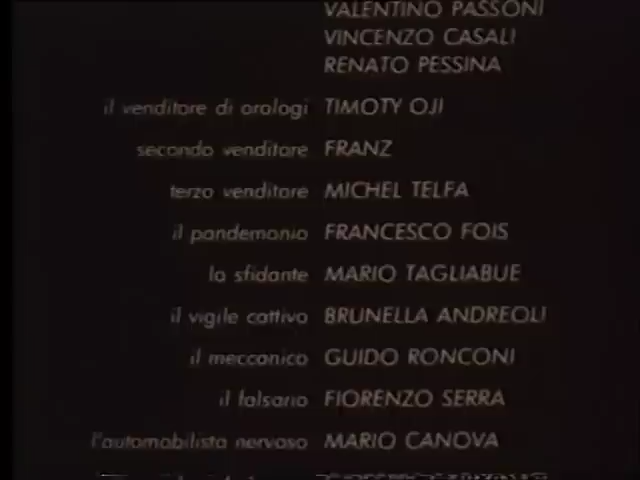 VALENTINO PASSONI
VINCENZO CASALI
RENATO PESSINA
il venditore di orologi TIMOTY OJI
secondo venditore FRANZ
terzo venditore MICHEL TELFA
il pandemonio FRANCESCO FOIS
lo sfidante MARIO TAGLIABUE
il vigile cattivo BRUNELLA ANDREOLI
il meccanico GUIDO RONCONI
il falsario FIORENZO SERRA
l'automobilista nervoso MARIO CANOVA